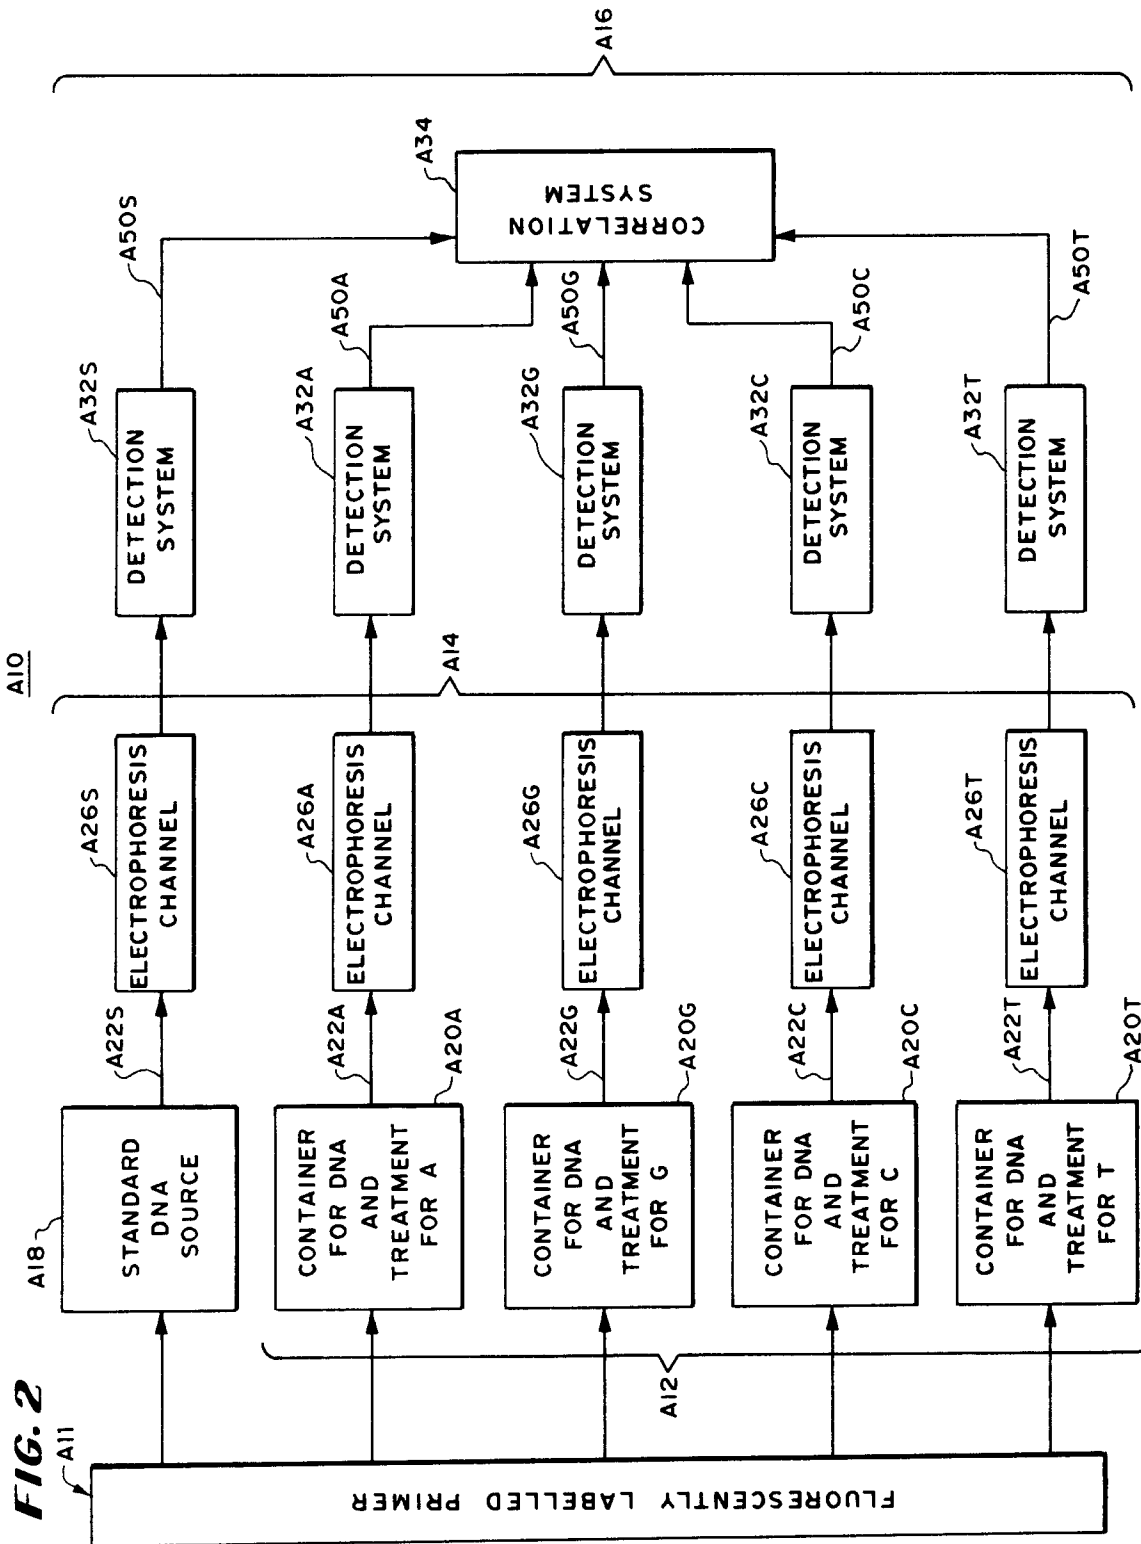 FIG. 2
A10
A11
FLUORESCENTLY LABELLED PRIMER
A12
A14
A16
A18
STANDARD
DNA
SOURCE
A22S
A26S
ELECTROPHORESIS
CHANNEL
A32S
DETECTION
SYSTEM
A50S
CONTAINER
FOR DNA
AND
TREATMENT
FOR A
A20A
A22A
A26A
ELECTROPHORESIS
CHANNEL
A32A
DETECTION
SYSTEM
A50A
CONTAINER
FOR DNA
AND
TREATMENT
FOR G
A20G
A22G
A26G
ELECTROPHORESIS
CHANNEL
A32G
DETECTION
SYSTEM
A50G
CONTAINER
FOR DNA
AND
TREATMENT
FOR C
A20C
A22C
A26C
ELECTROPHORESIS
CHANNEL
A32C
DETECTION
SYSTEM
A50C
CONTAINER
FOR DNA
AND
TREATMENT
FOR T
A20T
A22T
A26T
ELECTROPHORESIS
CHANNEL
A32T
DETECTION
SYSTEM
A50T
A34
CORRELATION
SYSTEM